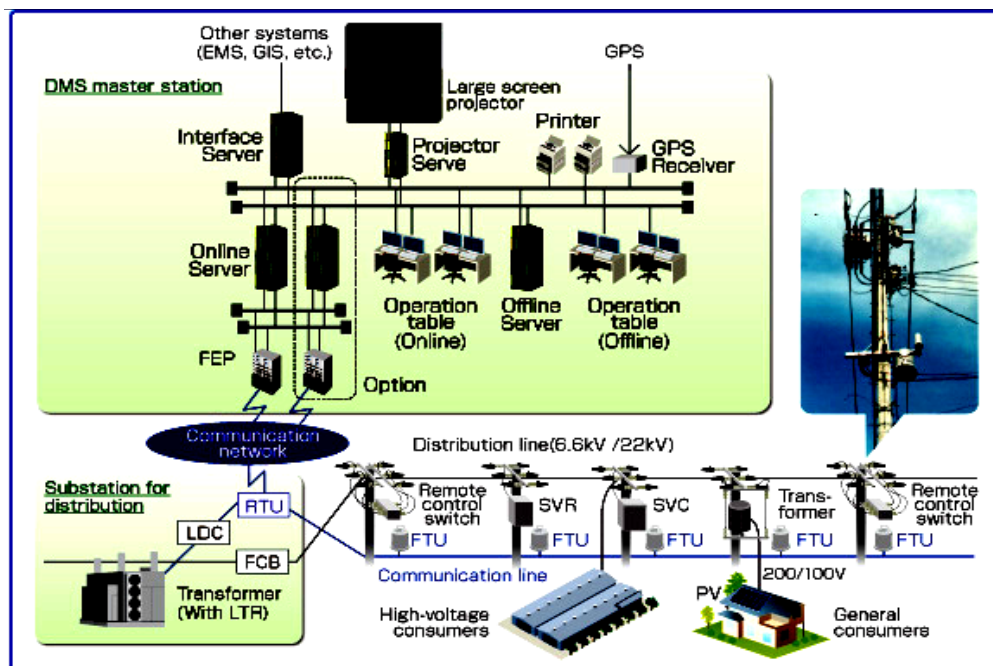 Other systems
(EMS, GIS, etc.)
GPS
DMS master station
Large screen
projector
Interface
Server
Projector
Serve
Printer
GPS
Receiver
Online
Server
Operation
table
(Online)
Offline
Server
Operation
table
(Offline)
FEP
Option
Communication
network
Distribution line(6.6kV /22kV)
Substation for
distribution
RTU
LDC
FCB
Transformer
(With LTR)
Remote
control
switch
SVR
SVC
Trans-
former
Remote
control
switch
FTU
FTU
FTU
FTU
FTU
Communication line
200/100V
High-voltage
consumers
PV
General
consumers